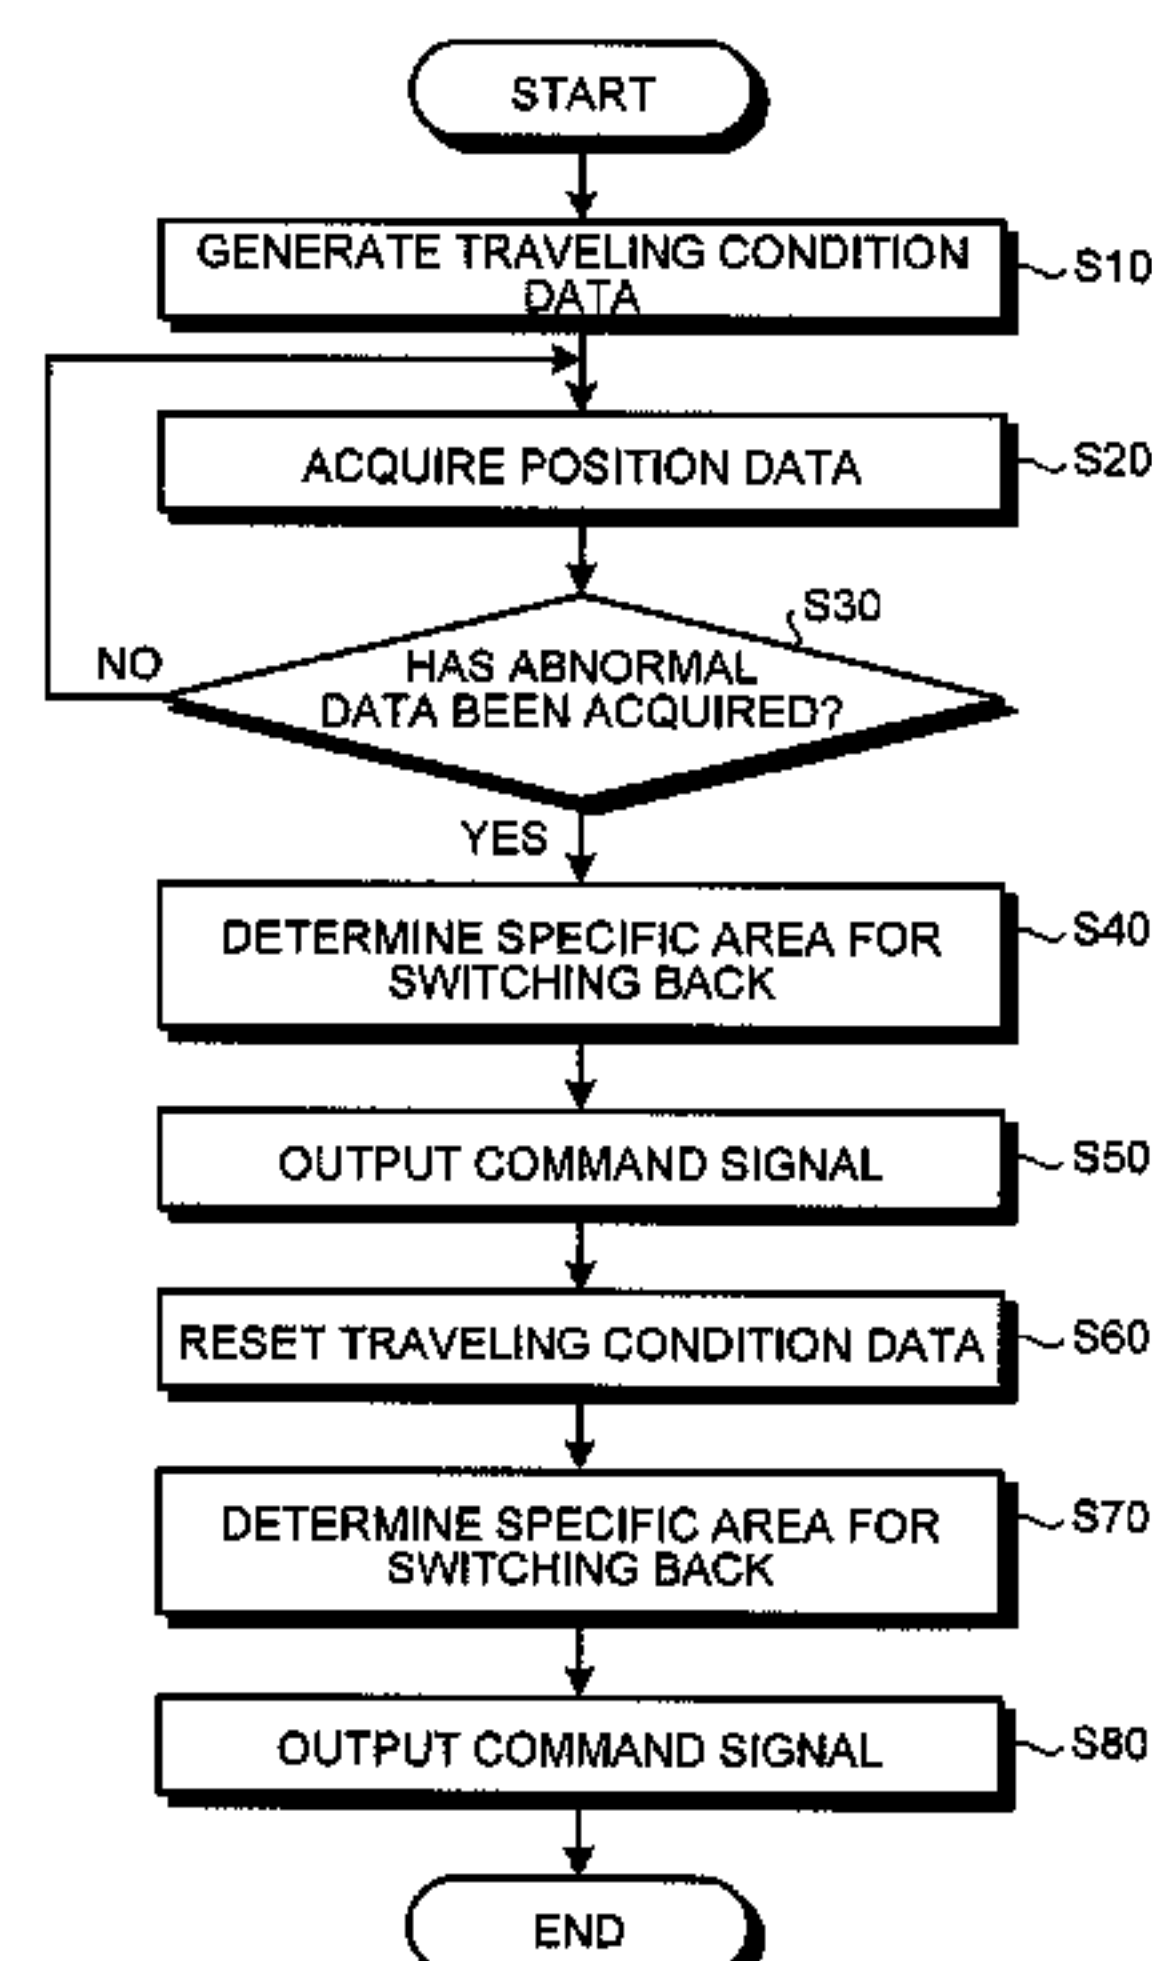 START
GENERATE TRAVELING CONDITION
DATA
S10
ACQUIRE POSITION DATA
S20
S30
HAS ABNORMAL
DATA BEEN ACQUIRED?
NO
YES
DETERMINE SPECIFIC AREA FOR
SWITCHING BACK
S40
OUTPUT COMMAND SIGNAL
S50
RESET TRAVELING CONDITION DATA
S60
DETERMINE SPECIFIC AREA FOR
SWITCHING BACK
S70
OUTPUT COMMAND SIGNAL
S80
END